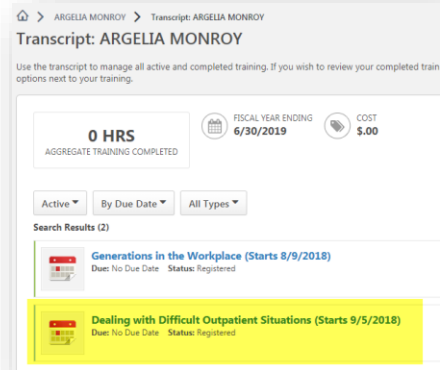 ARGELIA MONROY > Transcript: ARGELIA MONROY
Transcript: ARGELIA MONROY
Use the transcript to manage all active and completed training. If you wish to review your completed
options next to your training.
0 HRS
AGGREGATE TRAINING COMPLETED
FISCAL YEAR ENDING
6/30/2019
COST
$.00
Active By Due Date All Types
Search Results (2)
Generations in the Workplace (Starts 8/9/2018)
Due: No Due Date Status: Registered
Dealing with Difficult Outpatient Situations (Starts 9/5/2018)
Due: No Due Date Status: Registered